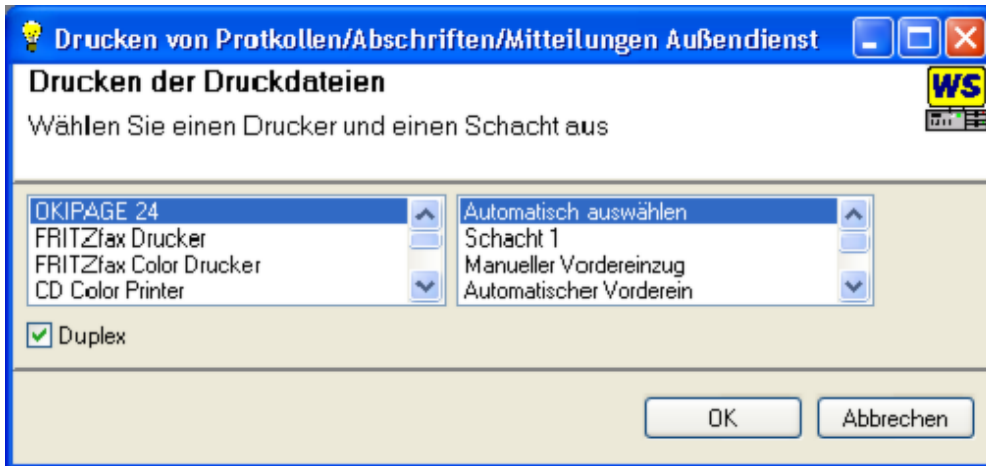 Drucken von Protkollen/Abschriften/Mitteilungen Außendienst
Drucken der Druckdateien
WS
Wählen Sie einen Drucker und einen Schacht aus
OKIPAGE 24
FRITZfax Drucker
FRITZfax Color Drucker
CD Color Printer
Automatisch auswählen
Schacht 1
Manueller Vordereinzug
Automatischer Vorderein
Duplex
OK
Abbrechen